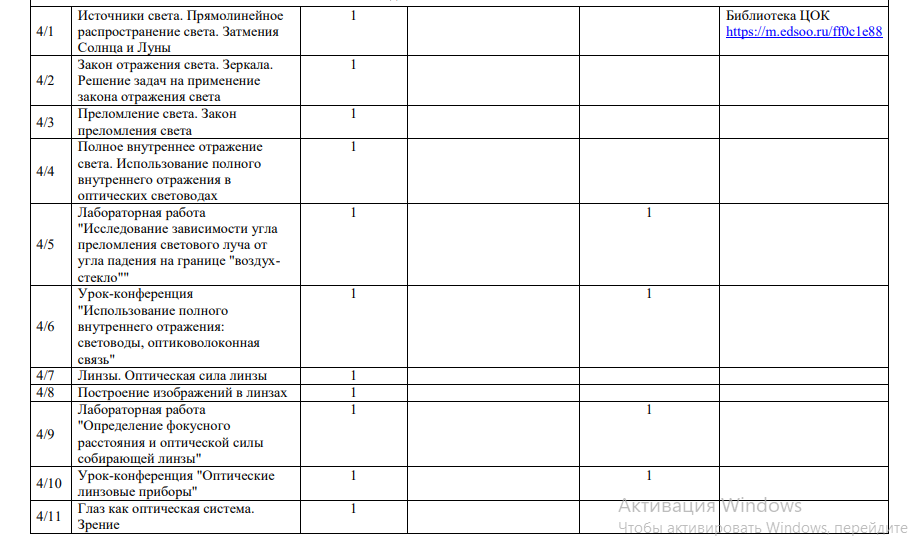 Источники света. Прямолинейное
распространение света. Затмения
Солнца и Луны
4/1
1
Библиотека ЦОК
https://m.edsoo.ru/ff0c1e88
Закон отражения света. Зеркала.
Решение задач на применение
закона отражения света
4/2
1
Преломление света. Закон
преломления света
4/3
1
Полное внутреннее отражение
света. Использование полного
внутреннего отражения в
оптических световодах
4/4
1
Лабораторная работа
"Исследование зависимости угла
преломления светового луча от
угла падения на границе "воздух-
стекло""
4/5
1
1
Урок-конференция
"Использование полного
внутреннего отражения:
световоды, оптиковолоконная
связь"
4/6
1
1
4/7 Линзы. Оптическая сила линзы 1
4/8 Построение изображений в линзах 1
Лабораторная работа
"Определение фокусного
расстояния и оптической силы
собирающей линзы"
4/9
1
1
Урок-конференция "Оптические
линзовые приборы"
4/10
1
1
Глаз как оптическая система.
Зрение
4/11
1
Активация Windows
Чтобы активировать Windows, перейдите